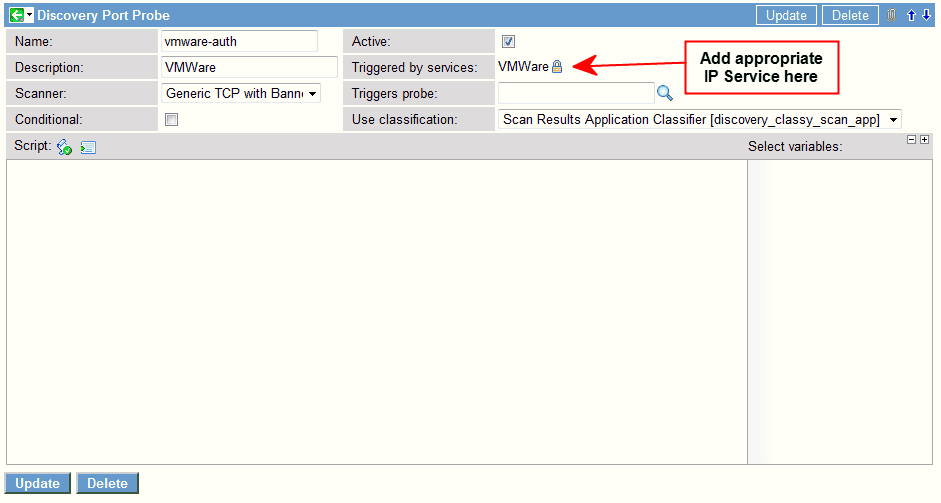 Discovery Port Probe Update Delete
Name: vmware-auth Active:
Description: VMWare Triggered by services: VMWare
Add appropriate
IP Service here
Scanner: Generic TCP with Banne Triggers probe:
Conditional: Use classification: Scan Results Application Classifier [discovery_classy_scan_app]
Script: Select variables:
Update Delete